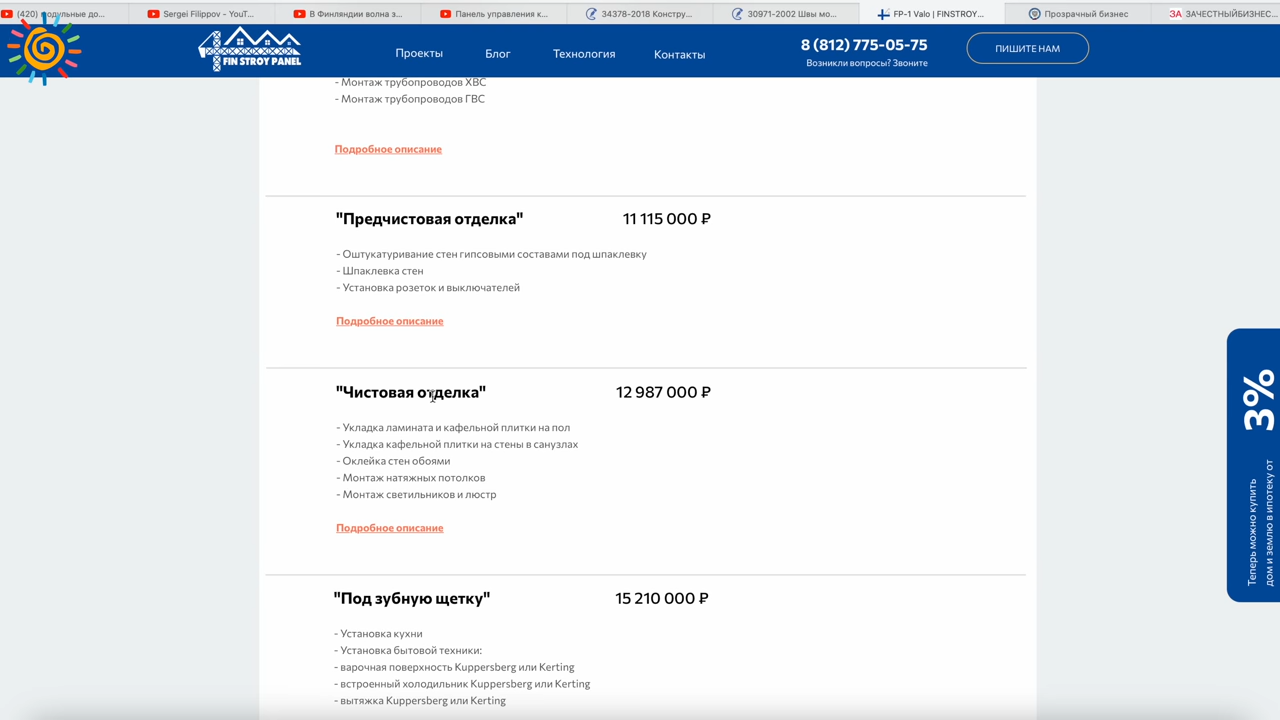 (420) модульные до...
Sergei Filippov - YouT...
В Финляндии волна з...
Панель управления к...
34378-2018 Констру...
30971-2002 Швы мо...
FP-1 Valo | FINSTROY...
Прозрачный бизнес
ЗА ЗАЧЕСТНЫЙБИЗНЕС...
FIN STROY PANEL
Проекты
Блог
Технология
Контакты
8 (812) 775-05-75
Возникли вопросы? Звоните
ПИШИТЕ НАМ
- Монтаж трубопроводов ХВС
- Монтаж трубопроводов ГВС
Подробное описание
"Предчистовая отделка" 11 115 000 ₽
- Оштукатуривание стен гипсовыми составами под шпаклевку
- Шпаклевка стен
- Установка розеток и выключателей
Подробное описание
"Чистовая отделка" 12 987 000 ₽
- Укладка ламината и кафельной плитки на пол
- Укладка кафельной плитки на стены в санузлах
- Оклейка стен обоями
- Монтаж натяжных потолков
- Монтаж светильников и люстр
Подробное описание
"Под зубную щетку" 15 210 000 ₽
- Установка кухни
- Установка бытовой техники:
- варочная поверхность Kuppersberg или Kerting
- встроенный холодильник Kuppersberg или Kerting
- вытяжка Kuppersberg или Kerting
Теперь можно купить
дом и землю в ипотеку от
3%